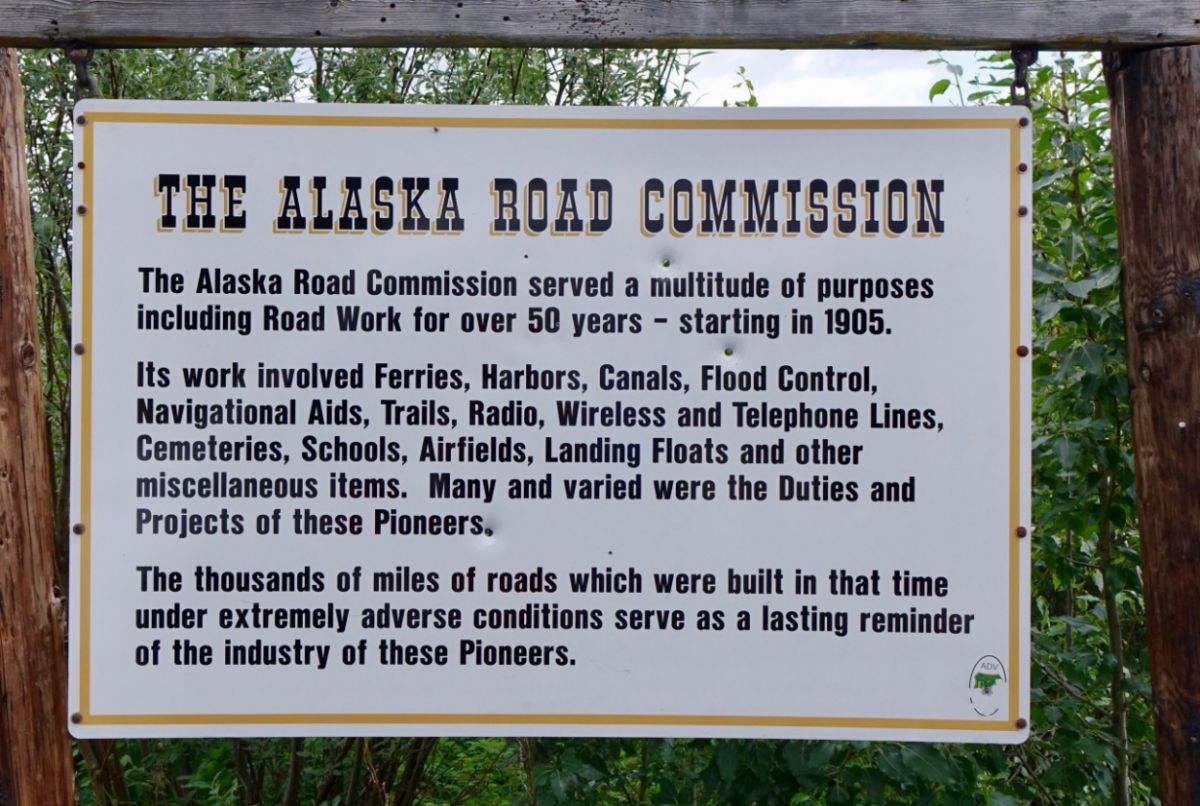 THE ALASKA ROAD COMMISSION
The Alaska Road Commission served a multitude of purposes
including Road Work for over 50 years - starting in 1905.
Its work involved Ferries, Harbors, Canals, Flood Control,
Navigational Aids, Trails, Radio, Wireless and Telephone Lines,
Cemeteries, Schools, Airfields, Landing Floats and other
miscellaneous items. Many and varied were the Duties and
Projects of these Pioneers.
The thousands of miles of roads which were built in that time
under extremely adverse conditions serve as a lasting reminder
of the industry of these Pioneers.
ADV